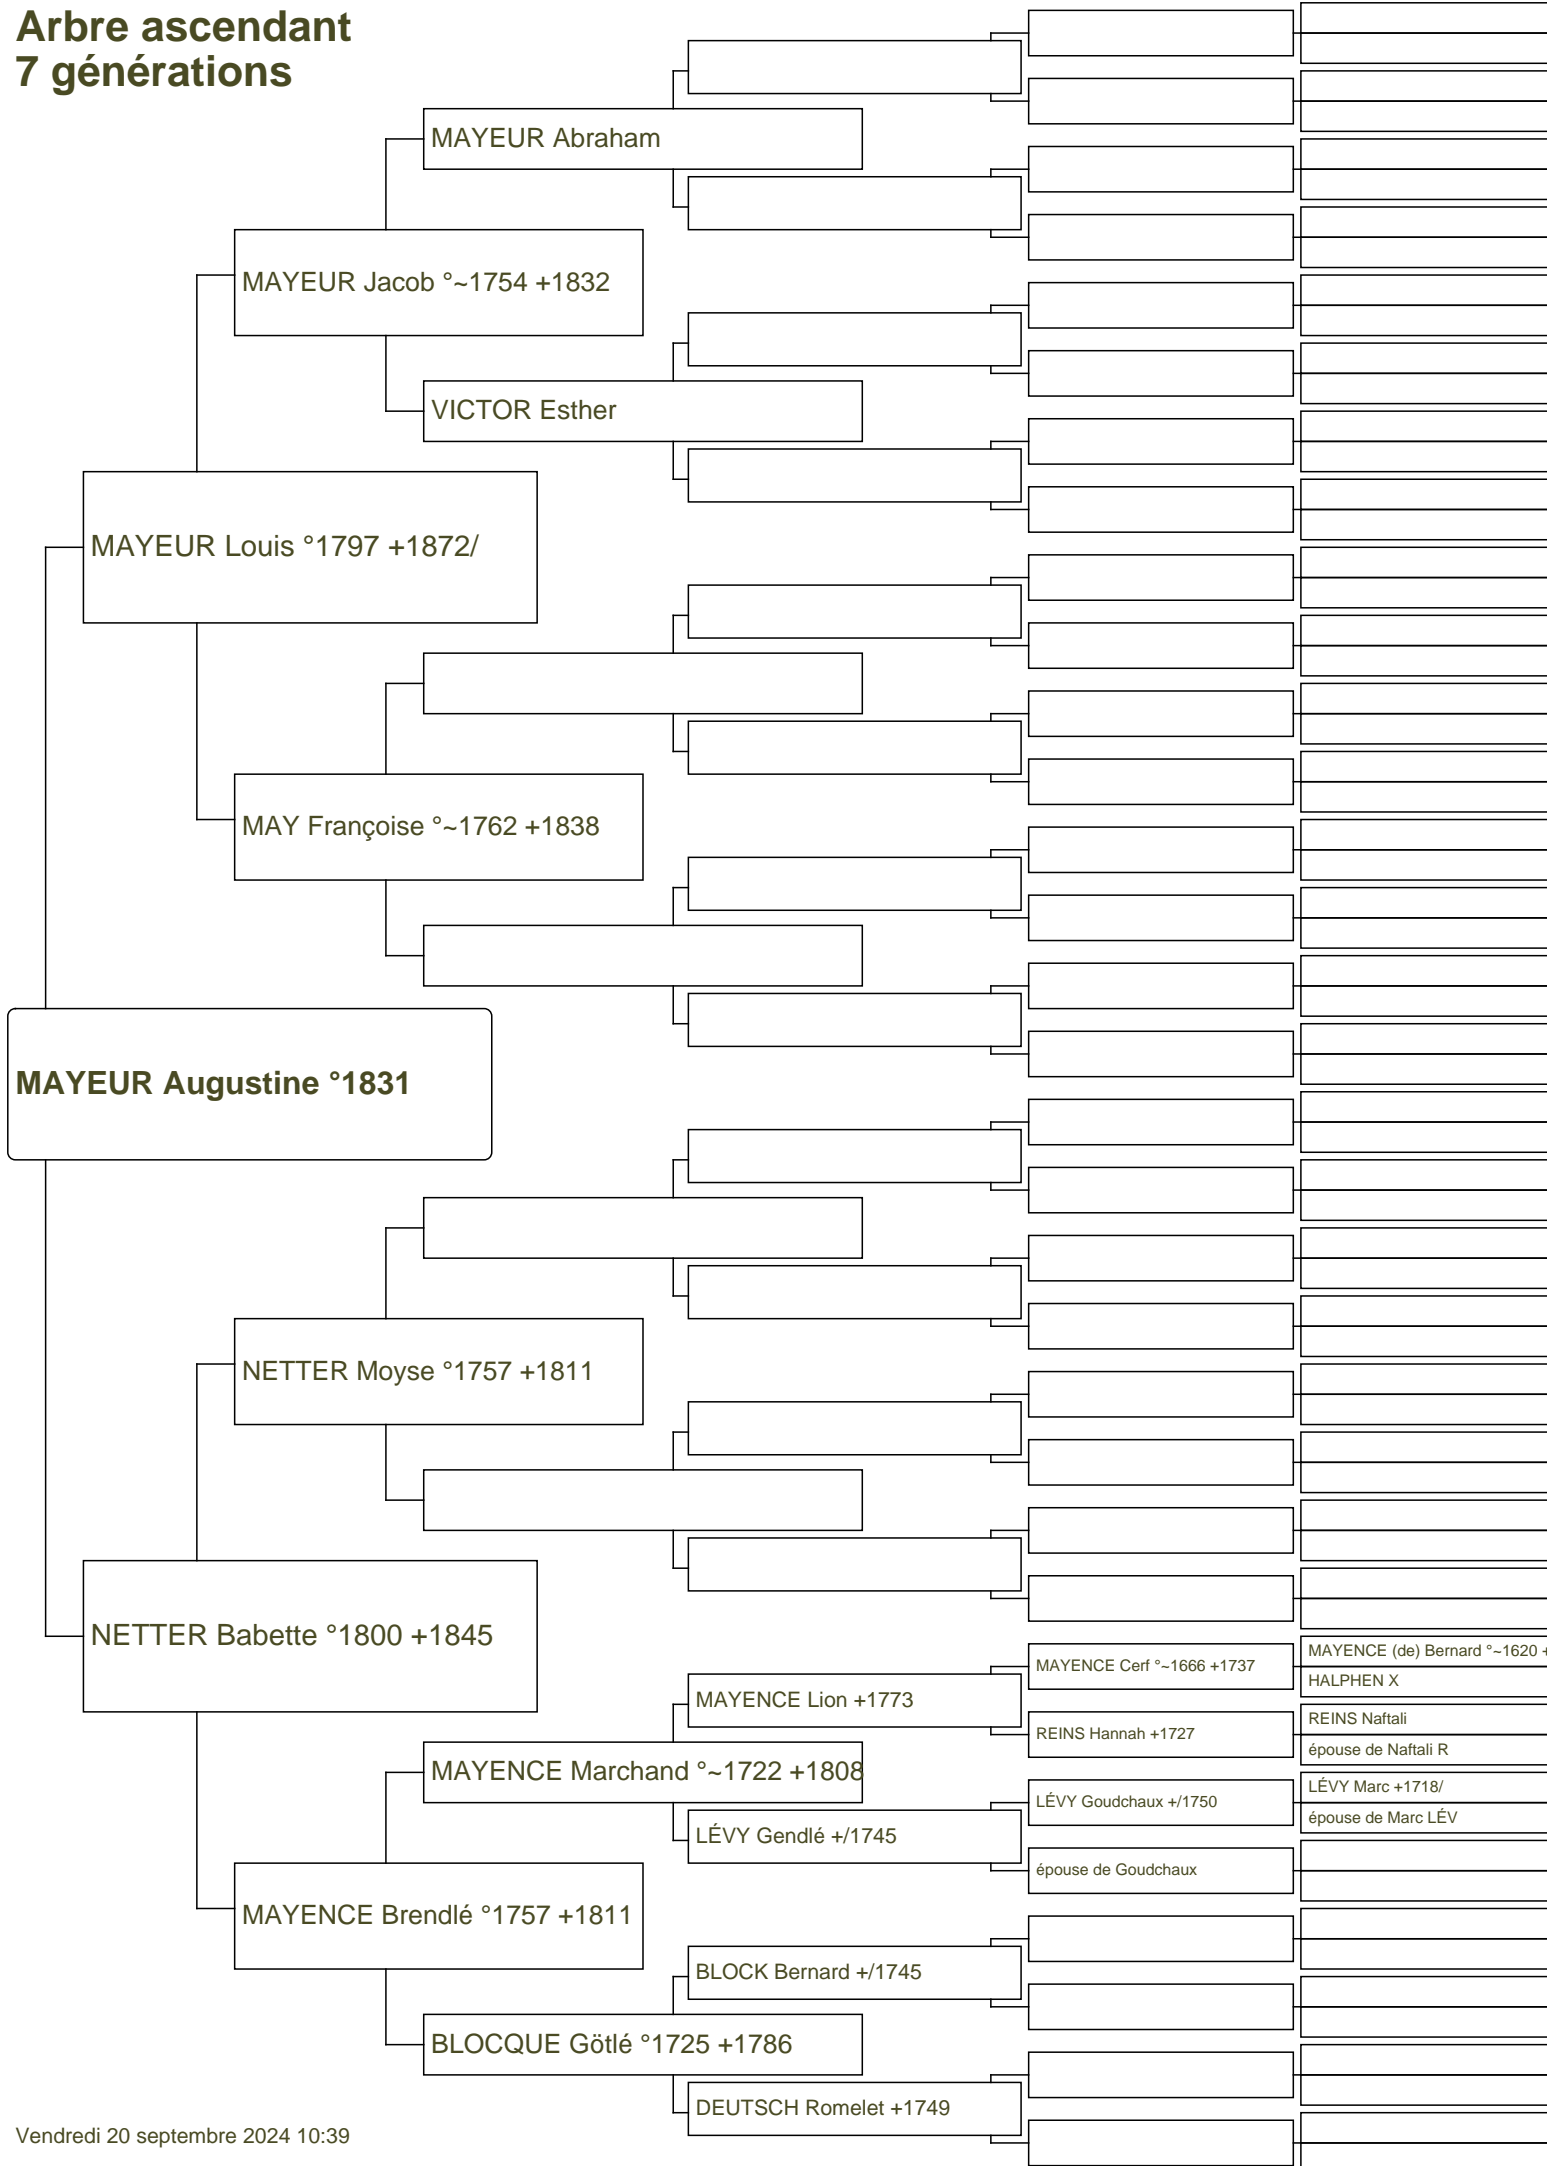 Arbre ascendant
7 générations
MAYEUR Abraham
MAYEUR Jacob °~1754 +1832
VICTOR Esther
MAYEUR Louis °1797 +1872/
MAY Françoise °~1762 +1838
MAYEUR Augustine °1831
NETTER Moyse °1757 +1811
NETTER Babette °1800 +1845
MAYENCE (de) Bernard °~1620 +
MAYENCE Cerf °~1666 +1737
HALPHEN X
MAYENCE Lion +1773
REINS Naftali
REINS Hannah +1727
épouse de Naftali R
MAYENCE Marchand °~1722 +1808
LÉVY Marc +1718/
LÉVY Goudchaux +/1750
épouse de Marc LÉV
LÉVY Gendlé +/1745
épouse de Goudchaux
MAYENCE Brendlé °1757 +1811
BLOCK Bernard +/1745
BLOCQUE Götlé °1725 +1786
DEUTSCH Romelet +1749
Vendredi 20 septembre 2024 10:39